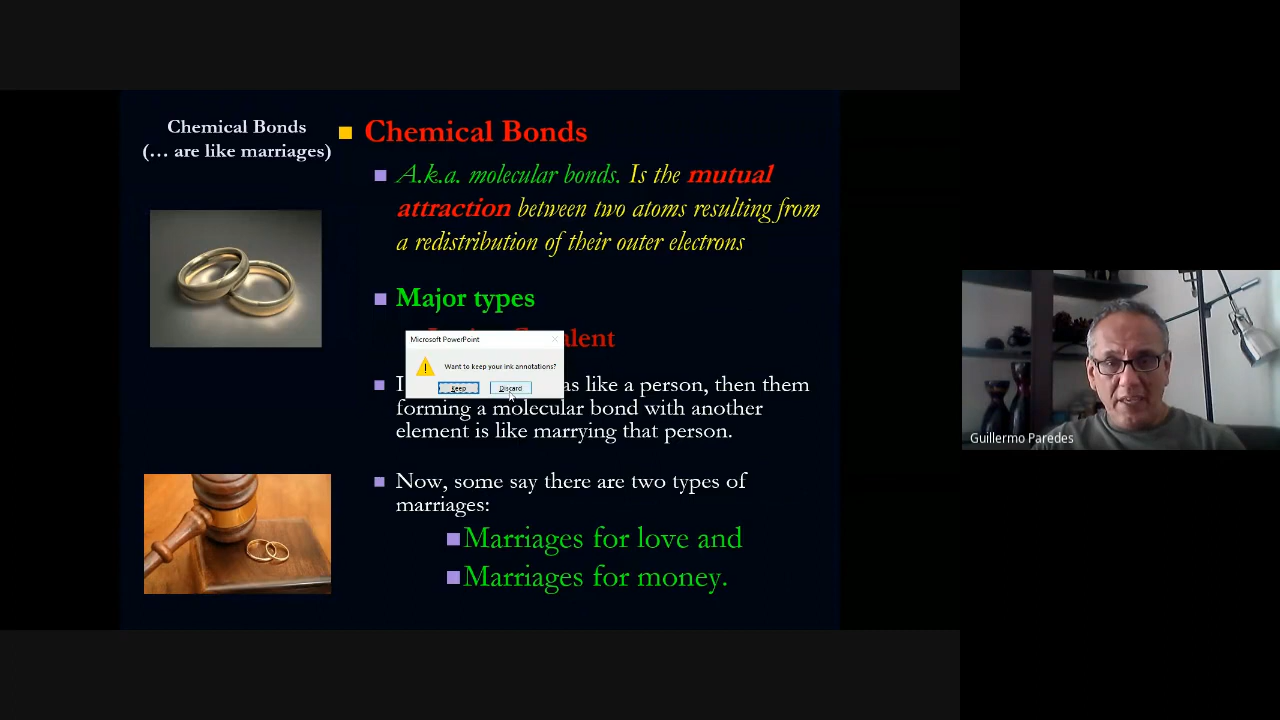 Chemical Bonds
(... are like marriages)
Chemical Bonds
A.k.a. molecular bonds. Is the mutual
attraction between two atoms resulting from
a redistribution of their outer electrons
Major types
alent
Microsoft PowerPoint
Want to keep your ink annotations?
Keep
Discard
as like a person, then them
forming a molecular bond with another
element is like marrying that person.
Now, some say there are two types of
marriages:
Marriages for love and
Marriages for money.
Guillermo Paredes